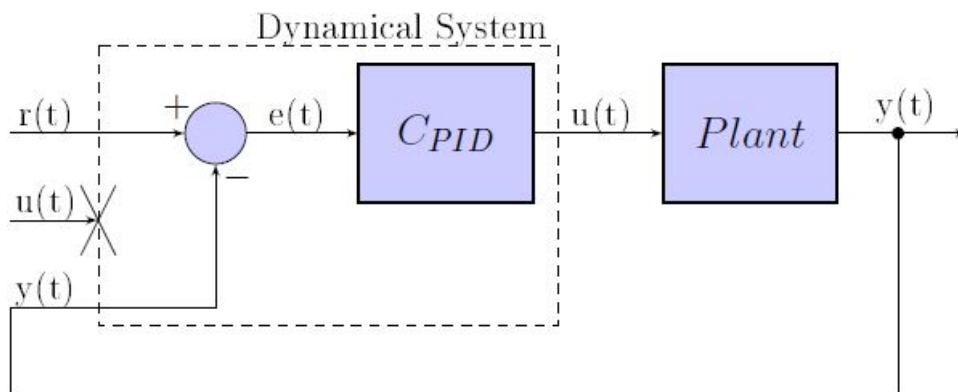 Dynamical System
r(t)
+
e(t)
C_PID
u(t)
Plant
y(t)
−
u(t)
y(t)